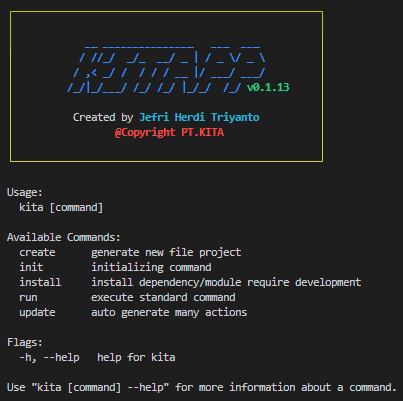 KITAPP v0.1.13
Created by Jefri Herdi Triyanto
@Copyright PT.KITA
Usage:
kita [command]
Available Commands:
create generate new file project
init initializing command
install install dependency/module require development
run execute standard command
update auto generate many actions
Flags:
-h, --help help for kita
Use "kita [command] --help" for more information about a command.